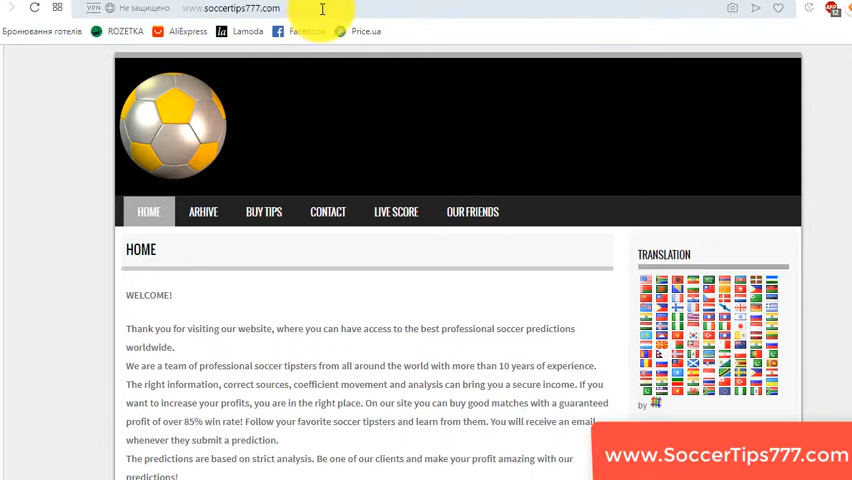 VPN Не защищено www.soccertips777.com
12
Бронювання готелів ROZETKA AliExpress la Lamoda Facebook Price.ua
HOME ARHIVE BUY TIPS CONTACT LIVE SCORE OUR FRIENDS
HOME
TRANSLATION
WELCOME!
Thank you for visiting our website, where you can have access to the best professional soccer predictions
worldwide.
We are a team of professional soccer tipsters from all around the world with more than 10 years of experience.
The right information, correct sources, coefficient movement and analysis can bring you a secure income. If you
want to increase your profits, you are in the right place. On our site you can buy good matches with a guaranteed
profit of over 85% win rate! Follow your favorite soccer tipsters and learn from them. You will receive an email
whenever they submit a prediction.
The predictions are based on strict analysis. Be one of our clients and make your profit amazing with our
predictions!
by #
www.SoccerTips777.com